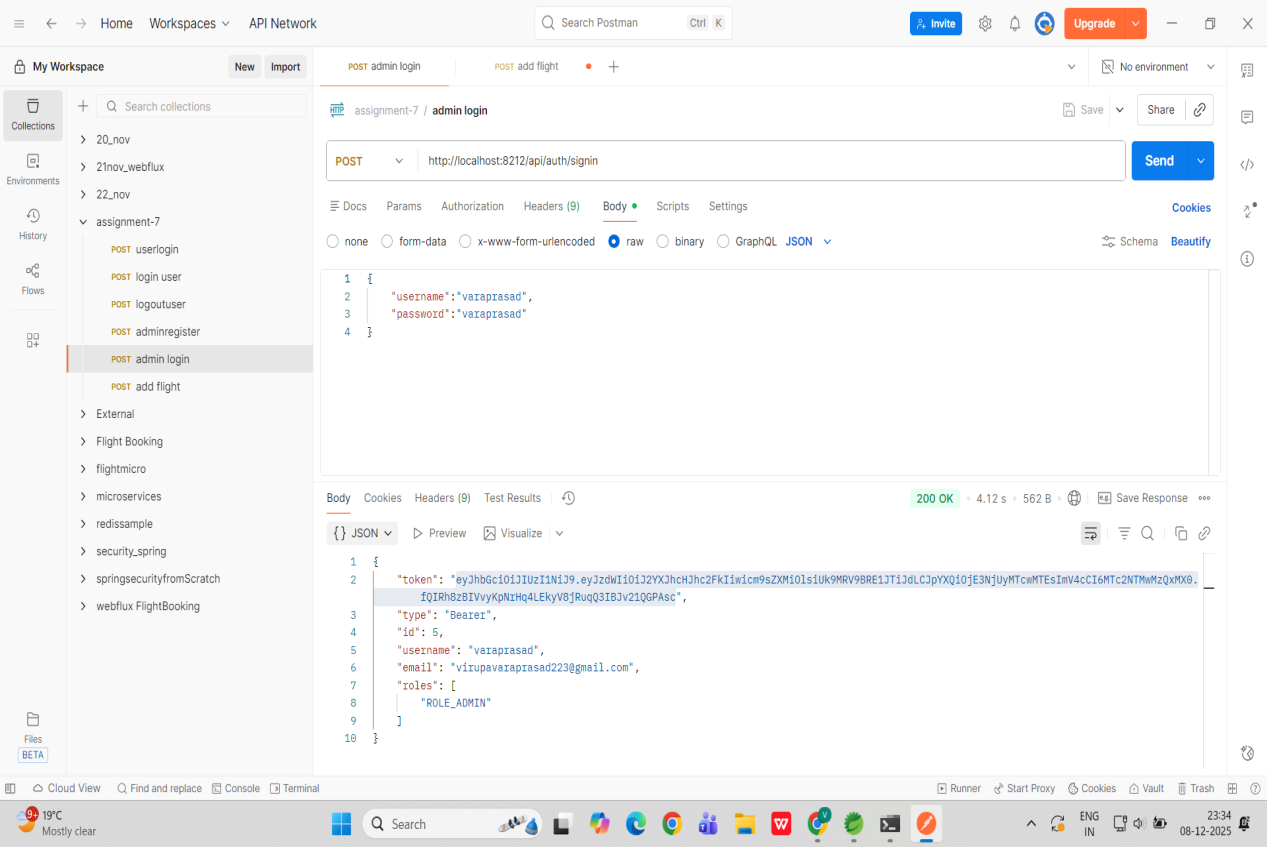 Home
Workspaces
API Network
Search Postman
Ctrl K
Invite
Upgrade
My Workspace
New
Import
POST admin login
POST add flight
No environment
Collections
Environments
History
Flows
Files
BETA
Search collections
20_nov
21nov_webflux
22_nov
assignment-7
POST userlogin
POST login user
POST logoutuser
POST adminregister
POST admin login
POST add flight
External
Flight Booking
flightmicro
microservices
redissample
security_spring
springsecurityfromScratch
webflux FlightBooking
HTTP assignment-7 / admin login
Save
Share
POST
http://localhost:8212/api/auth/signin
Send
Docs Params Authorization Headers (9) Body Scripts Settings
Cookies
none form-data x-www-form-urlencoded raw binary GraphQL JSON
Schema Beautify
1 {
2 "username":"varaprasad",
3 "password":"varaprasad"
4 }
Body Cookies Headers (9) Test Results
200 OK 4.12 s 562 B
e.g. Save Response
{} JSON Preview Visualize
1 {
2 "token": "eyJhbGciOiJIUzI1NiJ9.eyJzdWIiOiJ2YXJhcHJhc2FkIiwicm9sZXMiOlsiUk9MRV9BRE1JTiJdLCJpYXQiOjE3NjUyMTcwMTEsImV4cCI6MTc2NTMwMzQxMX0.
fQIRh8zBIVvyKpNrHq4LEkyV8jRuqQ3IBJv21QGPAsc",
3 "type": "Bearer",
4 "id": 5,
5 "username": "varaprasad",
6 "email": "virupavaraprasad223@gmail.com",
7 "roles": [
8 "ROLE_ADMIN"
9 ]
10 }
Cloud View
Find and replace
Console
Terminal
Runner
Start Proxy
Cookies
Vault
Trash
9+
19°C
Mostly clear
Search
V
ENG
IN
23:34
08-12-2025